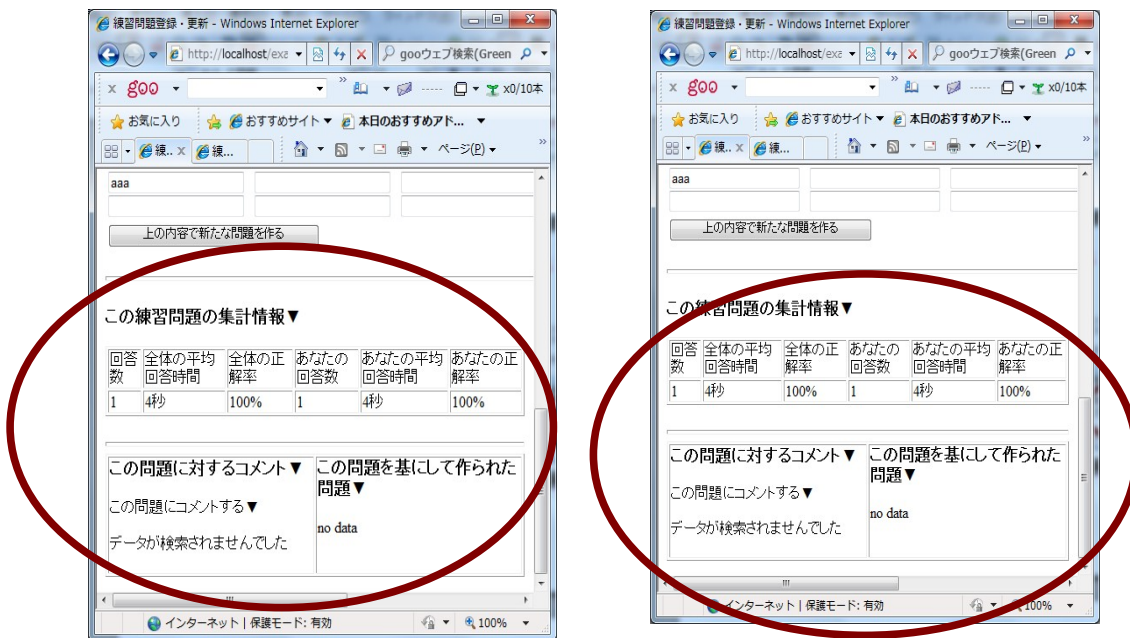 練習問題登録・更新 - Windows Internet Explorer
http://localhost/exa
gooウェブ検索(Green
goo
x0/10本
お気に入り おすすめサイト▼ 本日のおすすめアド... ▼
練.. x 練... ページ(P)▼
aaa
上の内容で新たな問題を作る
この練習問題の集計情報▼
回答数 全体の平均回答時間 全体の正解率 あなたの回答数 あなたの平均回答時間 あなたの正解率
1 4秒 100% 1 4秒 100%
この問題に対するコメント▼
この問題にコメントする▼
データが検索されませんでした
この問題を基にして作られた
問題▼
no data
インターネット | 保護モード: 有効 100%
練習問題登録・更新 - Windows Internet Explorer
http://localhost/exa
gooウェブ検索(Green
goo
x0/10本
お気に入り おすすめサイト▼ 本日のおすすめアド... ▼
練.. x 練... ページ(P)▼
aaa
上の内容で新たな問題を作る
この練習問題の集計情報▼
回答数 全体の平均回答時間 全体の正解率 あなたの回答数 あなたの平均回答時間 あなたの正解率
1 4秒 100% 1 4秒 100%
この問題に対するコメント▼
この問題にコメントする▼
データが検索されませんでした
この問題を基にして作られた
問題▼
no data
インターネット | 保護モード: 有効 100%